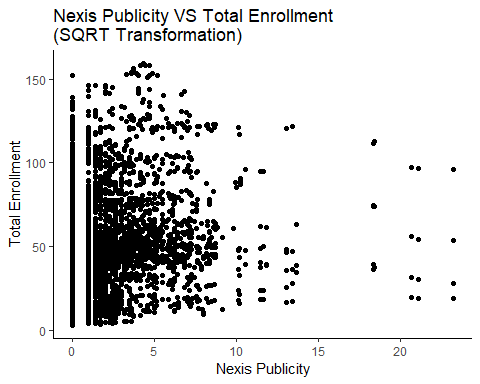 Nexis Publicity VS Total Enrollment
(SQRT Transformation)
Total Enrollment
150
100
50
0
0 5 10 15 20
Nexis Publicity